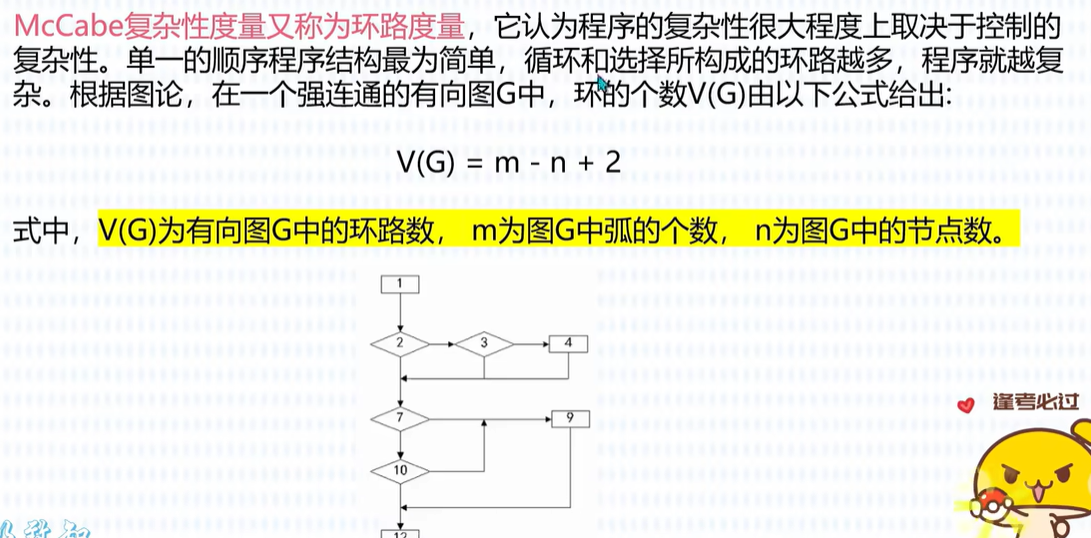 McCabe复杂性度量又称为环路度量，它认为程序的复杂性很大程度上取决于控制的
复杂性。单一的顺序程序结构最为简单，循环和选择所构成的环路越多，程序就越复
杂。根据图论，在一个强连通的有向图G中，环的个数V(G)由以下公式给出:
V(G) = m - n + 2
式中，V(G)为有向图G中的环路数， m为图G中弧的个数， n为图G中的节点数。
1
2
3
4
7
9
逢考必过
10
12